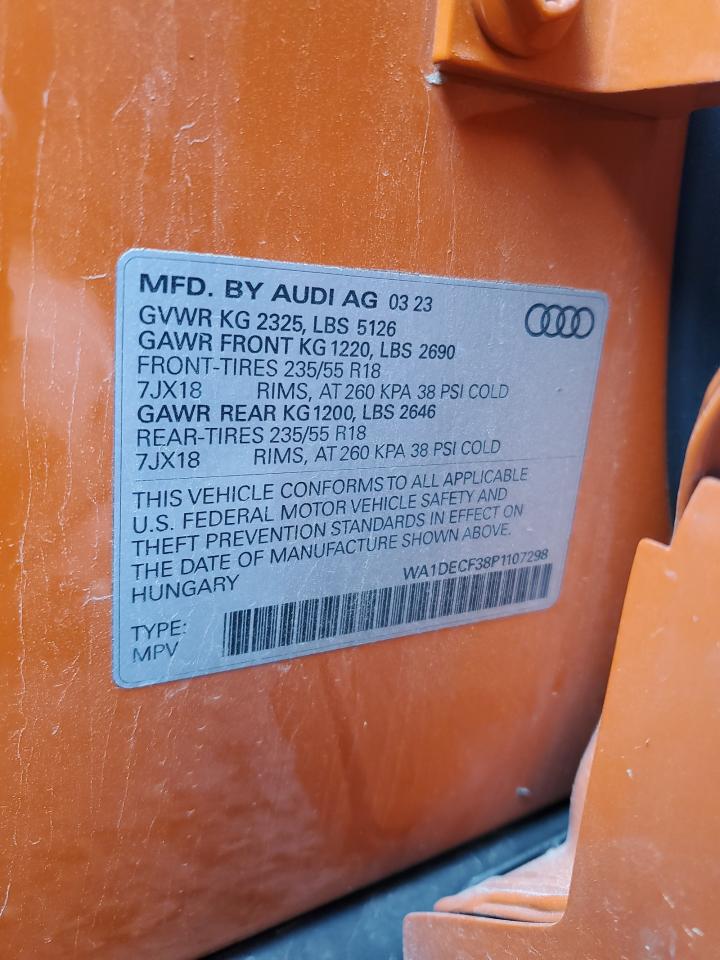 MFD. BY AUDI AG 03 23
GVWR KG 2325, LBS 5126
GAWR FRONT KG 1220, LBS 2690
FRONT-TIRES 235/55 R18
7JX18 RIMS, AT 260 KPA 38 PSI COLD
GAWR REAR KG1200, LBS 2646
REAR-TIRES 235/55 R18
7JX18 RIMS, AT 260 KPA 38 PSI COLD
THIS VEHICLE CONFORMS TO ALL APPLICABLE
U.S. FEDERAL MOTOR VEHICLE SAFETY AND
THEFT PREVENTION STANDARDS IN EFFECT ON
THE DATE OF MANUFACTURE SHOWN ABOVE.
HUNGARY WA1DECF38P1107298
TYPE:
MPV